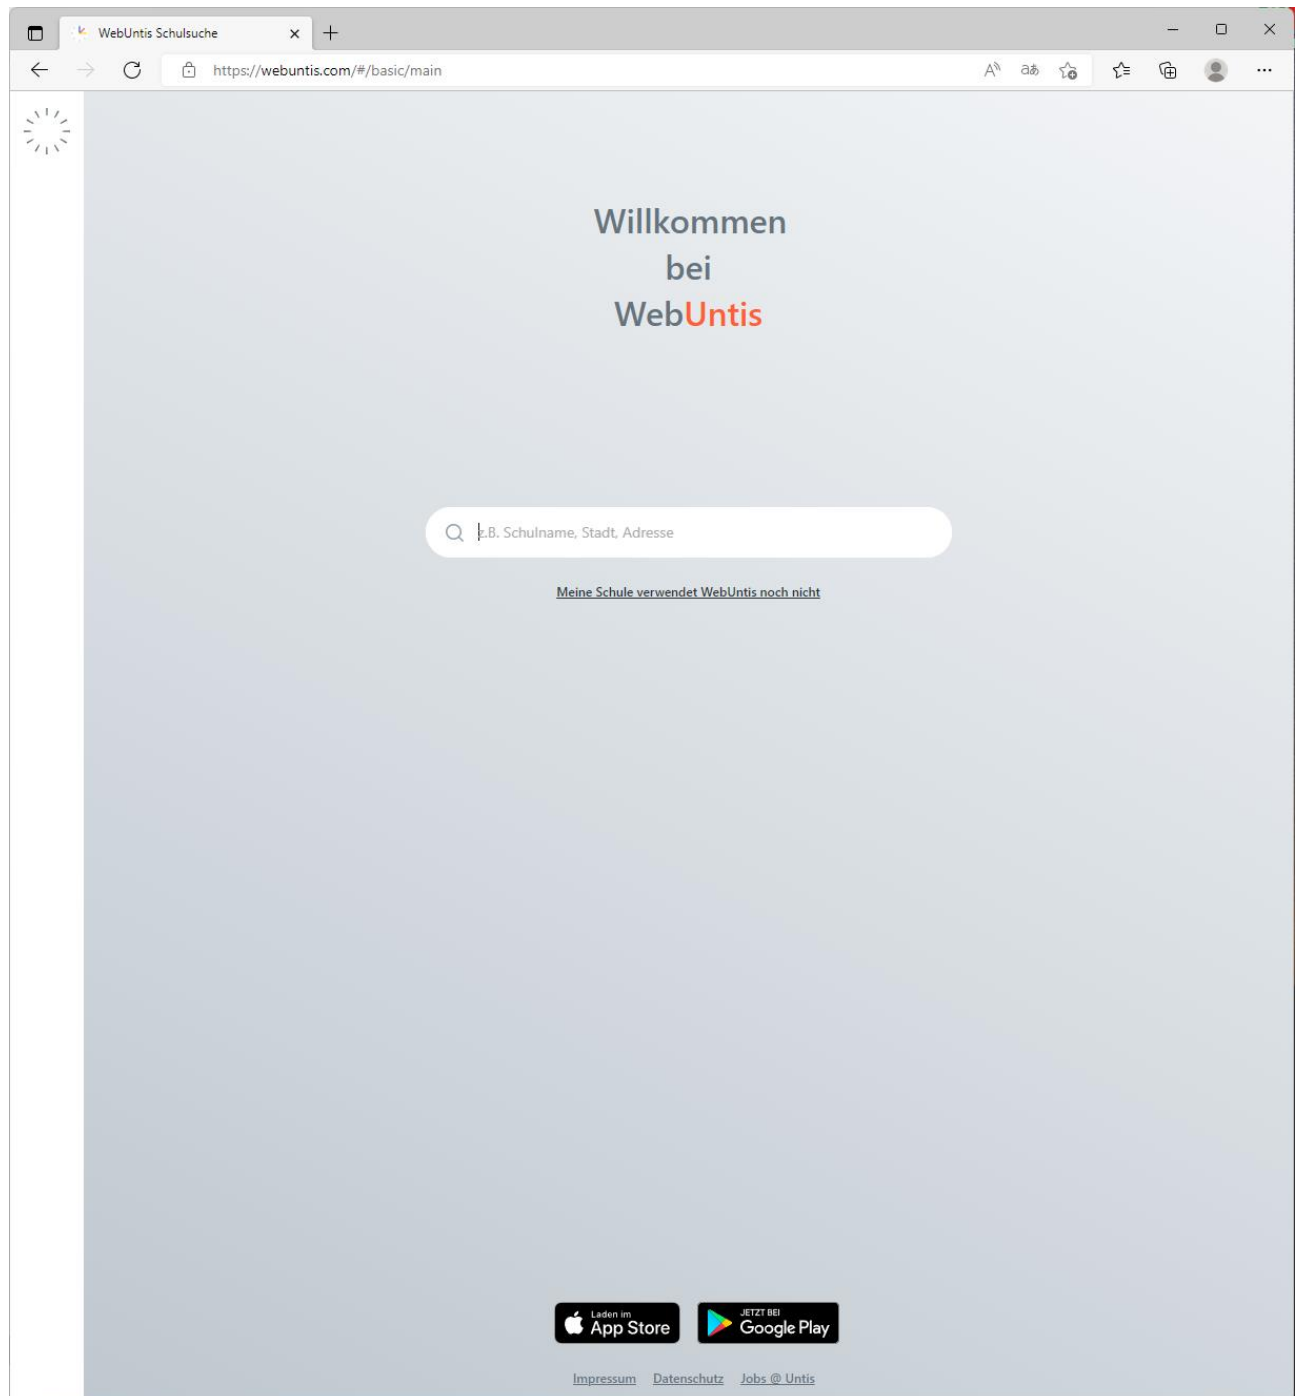 WebUntis Schulsuche
https://webuntis.com/#/basic/main
Willkommen
bei
WebUntis
z.B. Schulname, Stadt, Adresse
Meine Schule verwendet WebUntis noch nicht
Laden im
App Store
JETZT BEI
Google Play
Impressum Datenschutz Jobs @ Untis